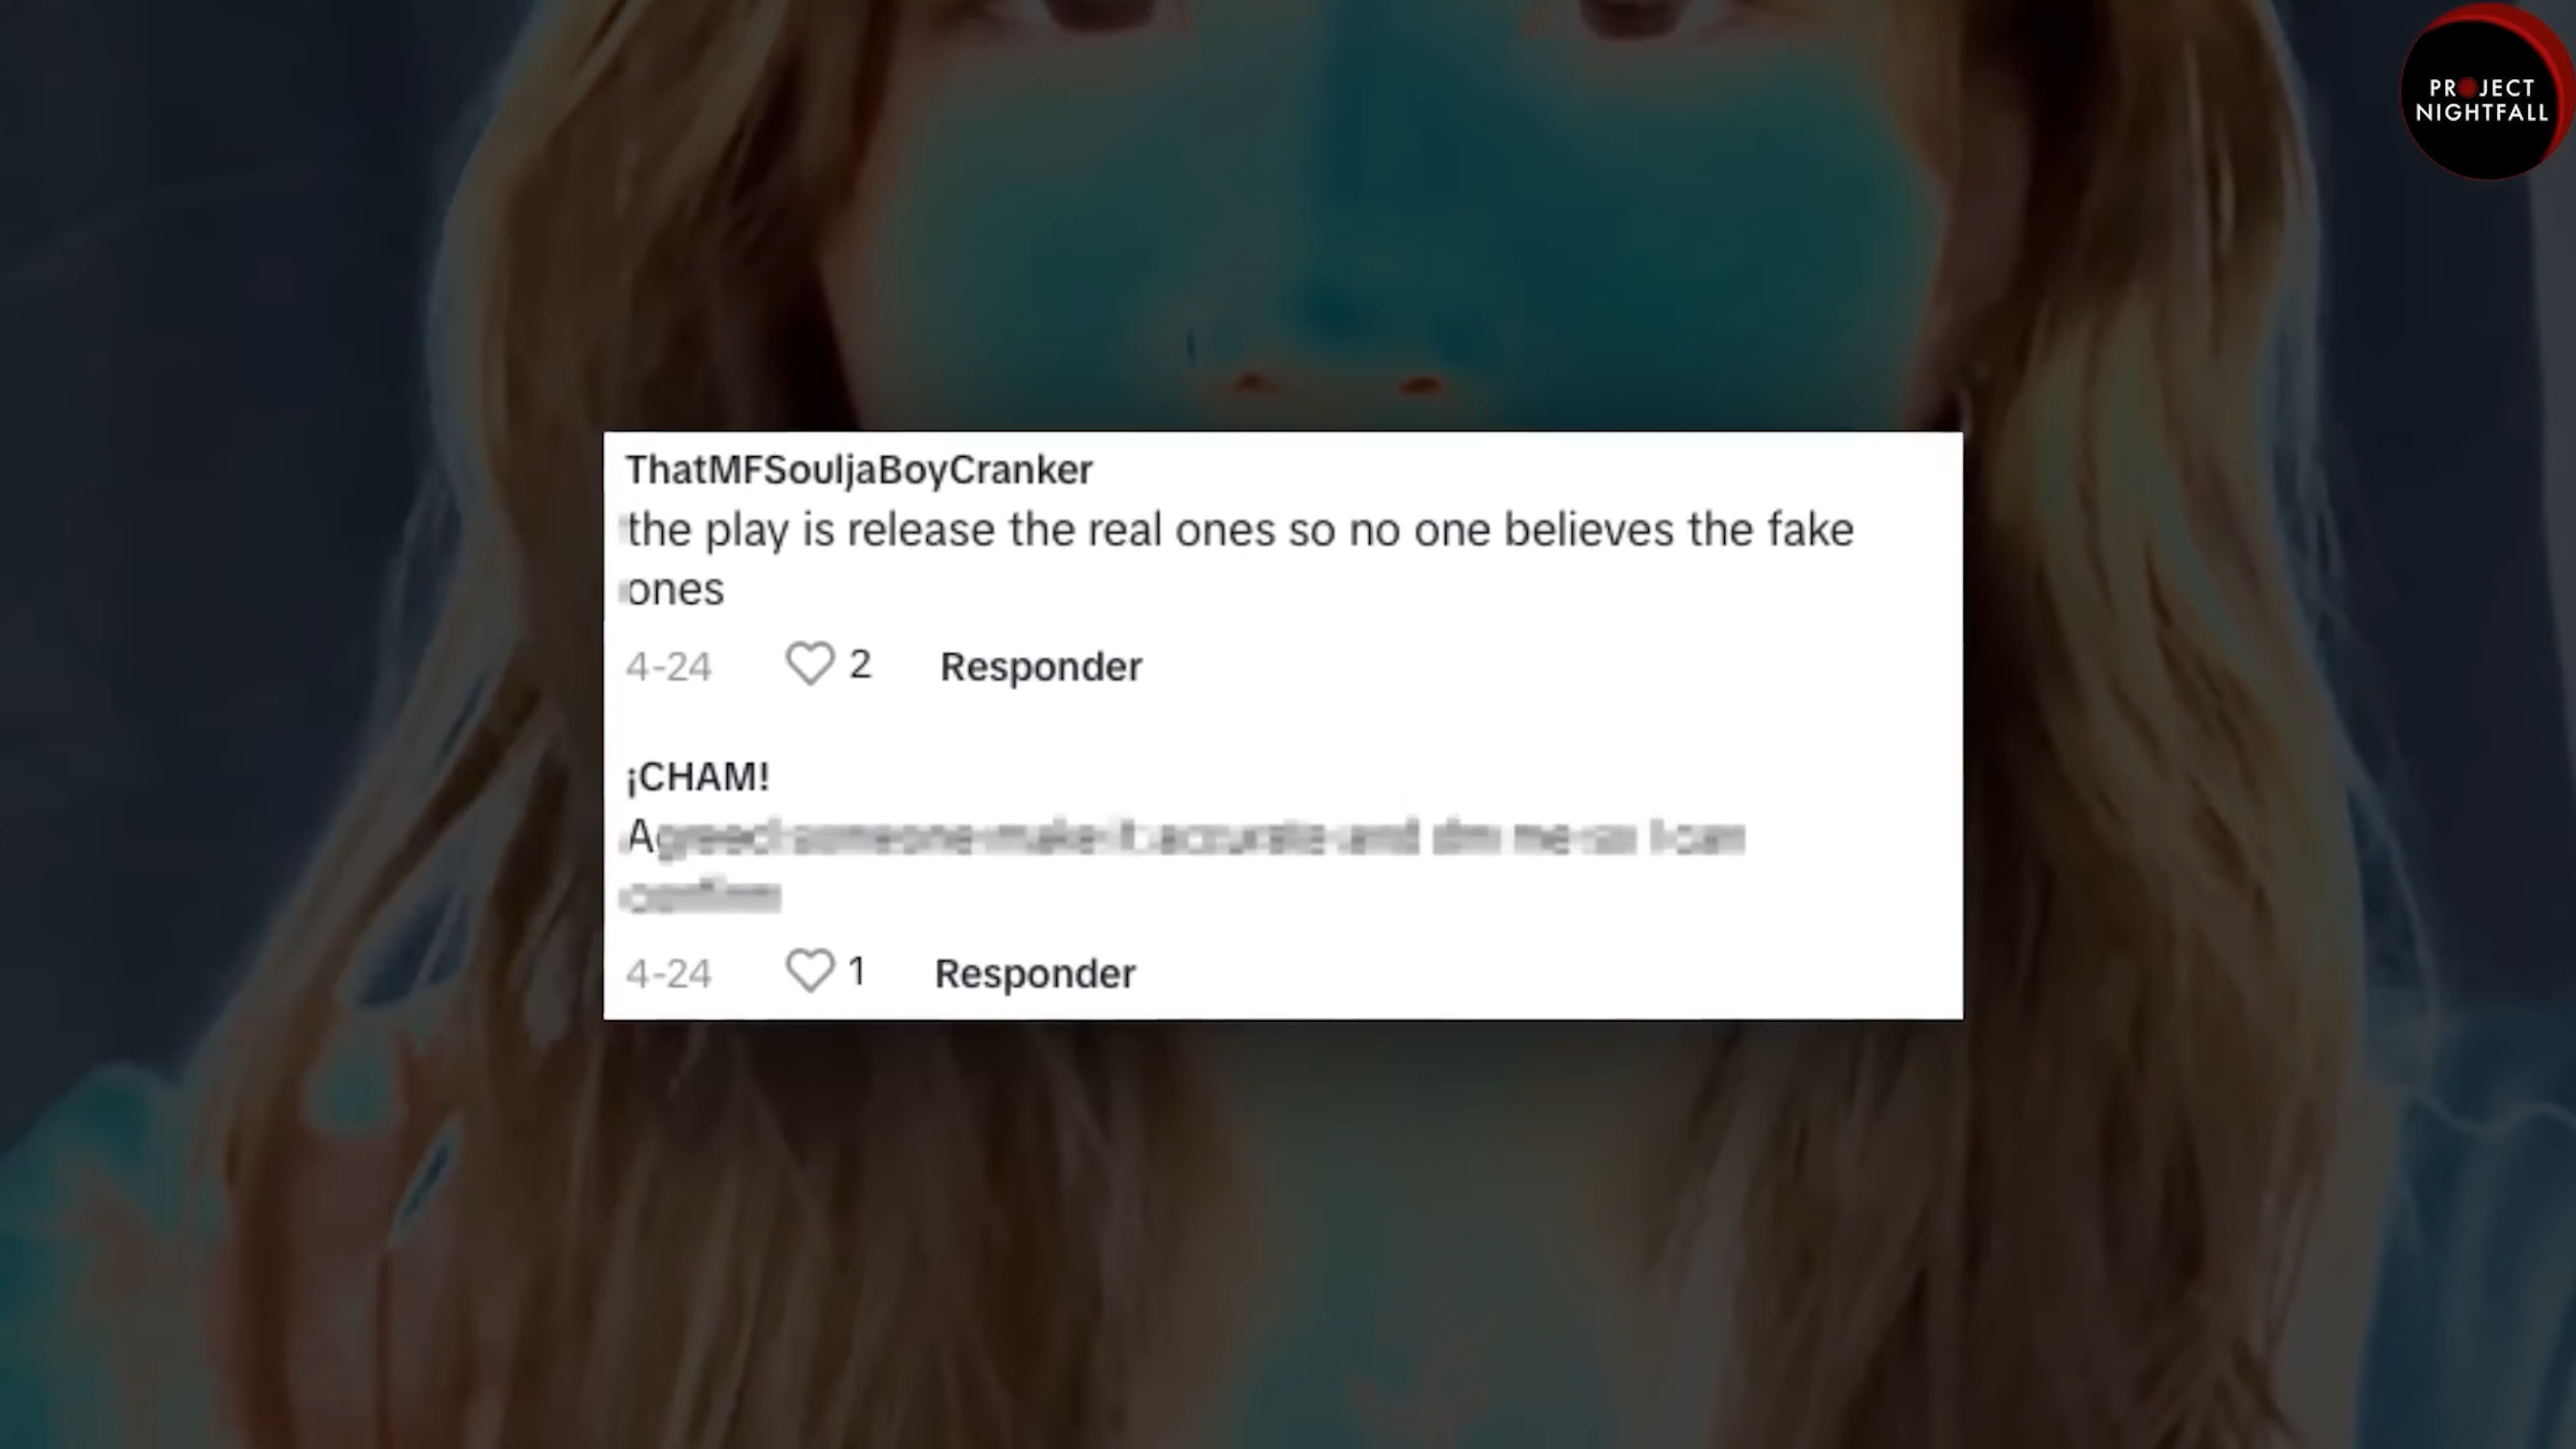 PROJECT
NIGHTFALL
ThatMFSouljaBoyCranker
the play is release the real ones so no one believes the fake
ones
4-24 2 Responder
¡CHAM!
4-24 1 Responder